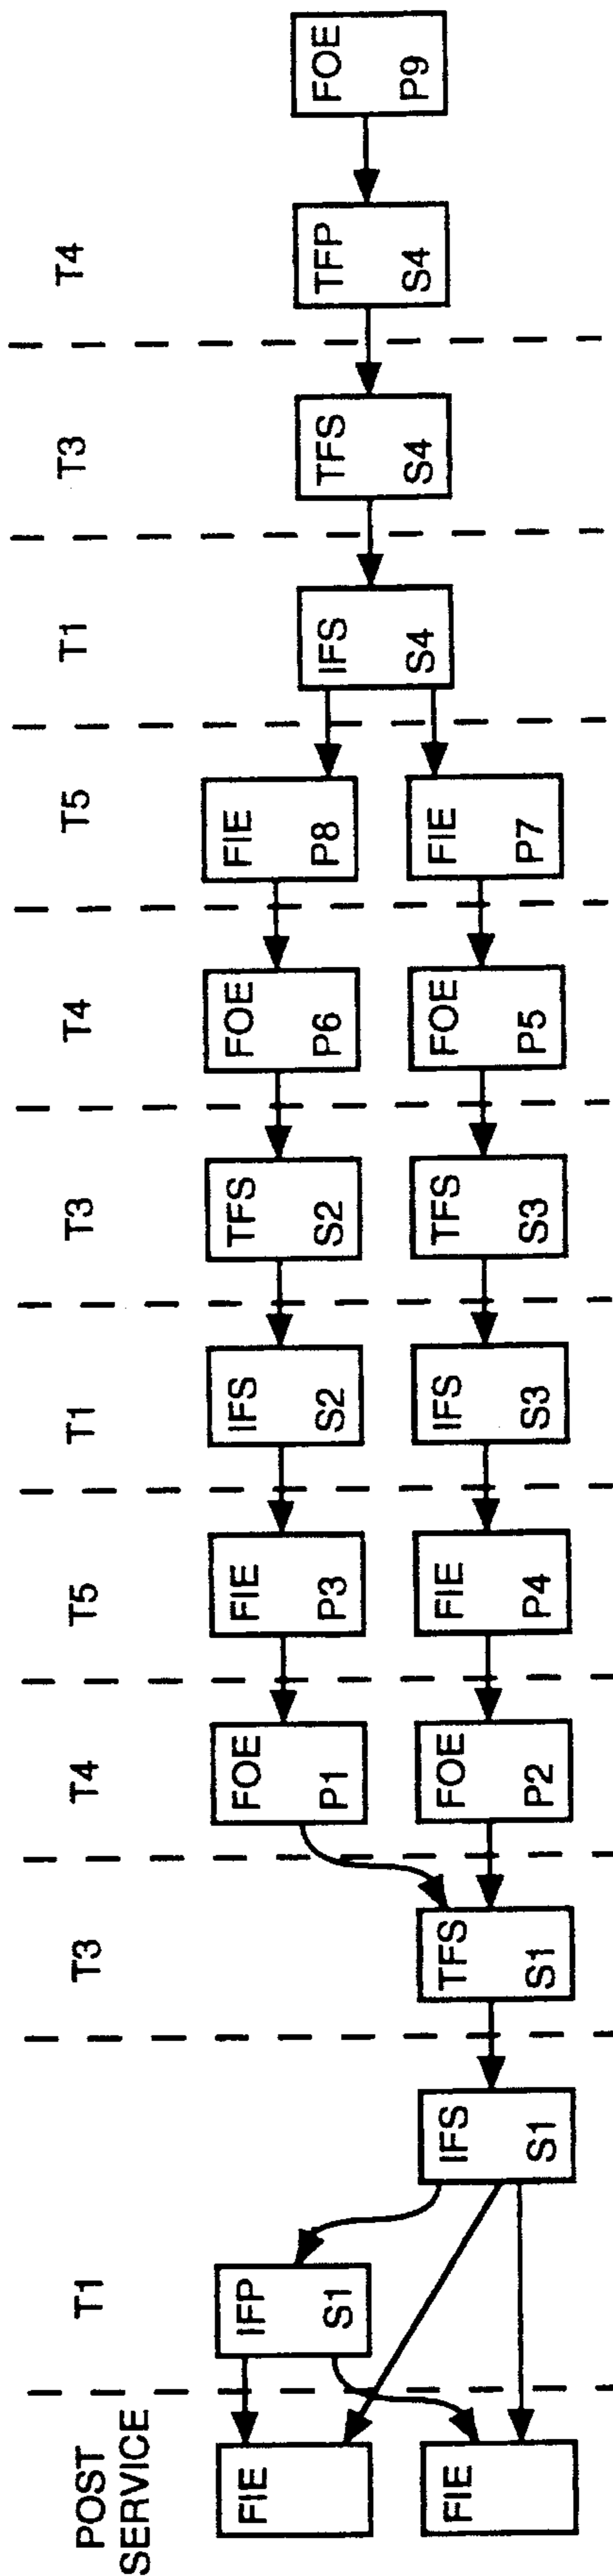 POST
SERVICE
T1
T3
T4
T5
T1
T3
T4
T5
T1
T3
T4
FIE
IFP
S1
FOE
P1
FIE
P3
IFS
S2
TFS
S2
FOE
P6
FIE
P8
IFS
S4
TFS
S4
TFP
S4
FOE
P9
FIE
IFS
S1
TFS
S1
FOE
P2
FIE
P4
IFS
S3
TFS
S3
FOE
P5
FIE
P7